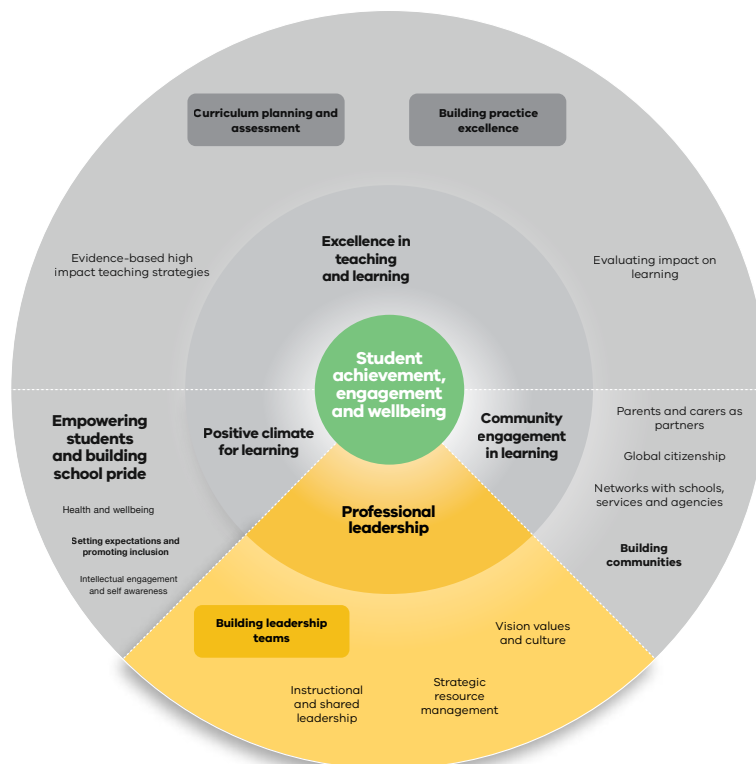 Curriculum planning and
assessment
Building practice
excellence
Excellence in
teaching
and learning
Evidence-based high
impact teaching strategies
Evaluating impact on
learning
Student
achievement,
engagement
and wellbeing
Empowering
students
and building
school pride
Positive climate
for learning
Community
engagement
in learning
Parents and carers as
partners
Global citizenship
Networks with schools,
services and agencies
Building
communities
Health and wellbeing
Setting expectations and
promoting inclusion
Intellectual engagement
and self awareness
Professional
leadership
Building leadership
teams
Vision values
and culture
Instructional
and shared
leadership
Strategic
resource
management